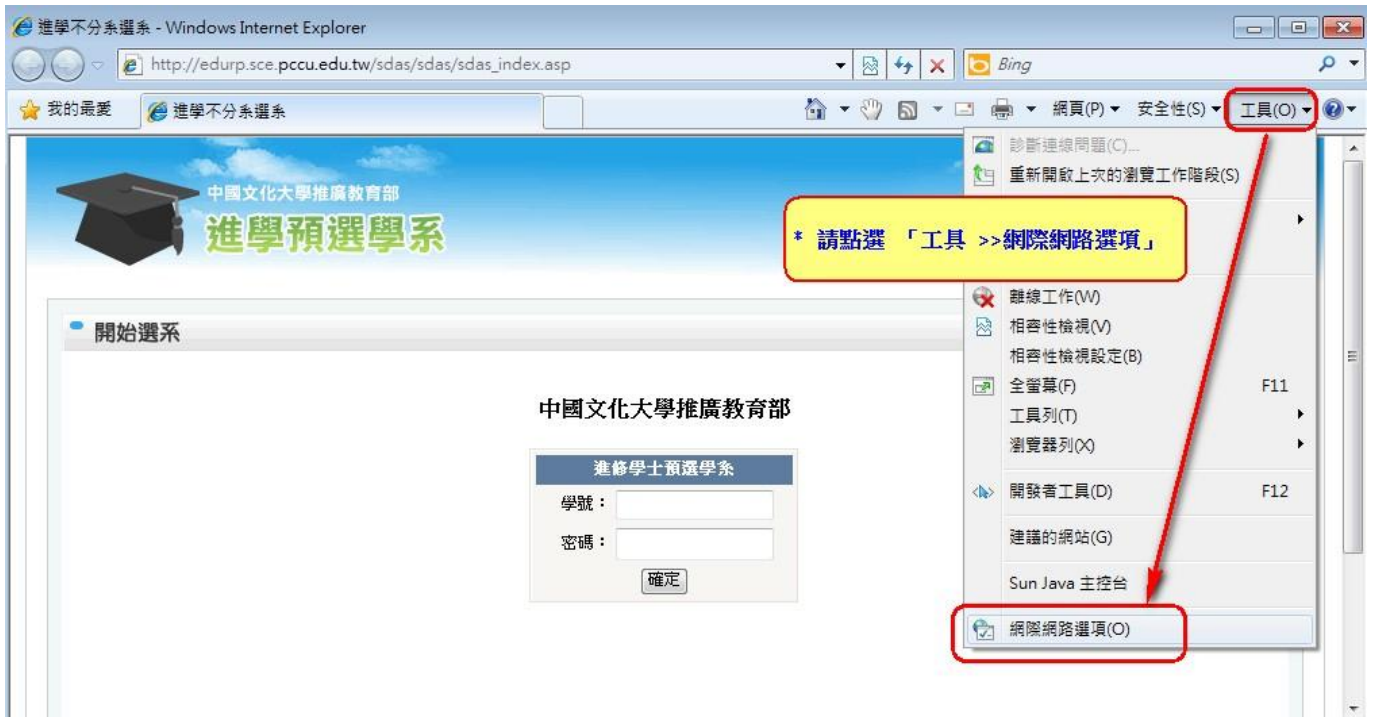 進學不分系選系 - Windows Internet Explorer
http://edurp.sce.pccu.edu.tw/sdas/sdas/sdas_index.asp
Bing
我的最愛
進學不分系選系
網頁(P)
安全性(S)
工具(O)
診斷連線問題(C)...
重新開啟上次的瀏覽工作階段(S)
中國文化大學推廣教育部
進學預選學系
* 請點選 「工具 >>網際網路選項」
離線工作(W)
開始選系
相容性檢視(V)
相容性檢視設定(B)
全螢幕(F) F11
工具列(T)
瀏覽器列(X)
中國文化大學推廣教育部
進修學士預選學系
學號：
密碼：
確定
開發者工具(D) F12
建議的網站(G)
Sun Java 主控台
網際網路選項(O)